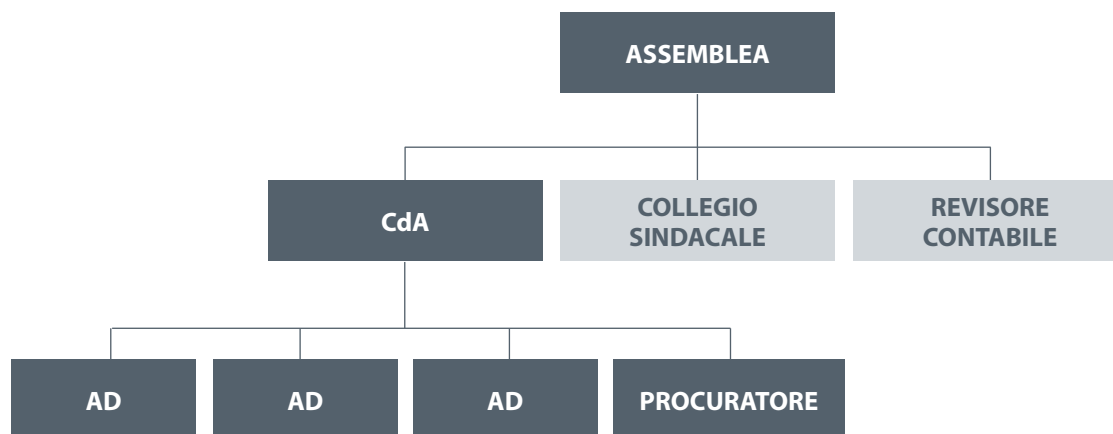 ASSEMBLEA
CdA
COLLEGIO
SINDACALE
REVISORE
CONTABILE
AD
AD
AD
PROCURATORE